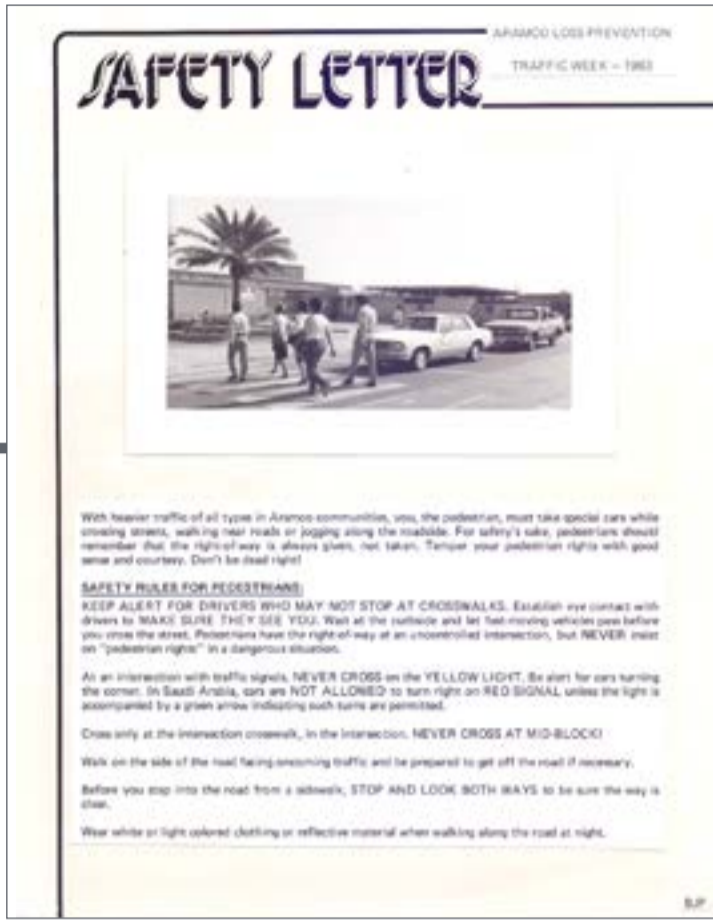 ARAMCO LOSS PREVENTION
TRAFFIC WEEK – 1983
SAFETY LETTER
With heavier traffic of all types in Aramco communities, you, the pedestrian, must take special care while
crossing streets, walking near roads or jogging along the roadside. For safety's sake, pedestrians should
remember that the right-of-way is always given, not taken. Temper your pedestrian rights with good
sense and courtesy. Don't be dead right!
SAFETY RULES FOR PEDESTRIANS:
KEEP ALERT FOR DRIVERS WHO MAY NOT STOP AT CROSSWALKS. Establish eye contact with
drivers to MAKE SURE THEY SEE YOU. Wait at the curbside and let fast-moving vehicles pass before
you cross the street. Pedestrians have the right-of-way at an uncontrolled intersection, but NEVER insist
on "pedestrian rights" in a dangerous situation.
At an intersection with traffic signals, NEVER CROSS on the YELLOW LIGHT. Be alert for cars turning
the corner. In Saudi Arabia, cars are NOT ALLOWED to turn right on RED SIGNAL unless the light is
accompanied by a green arrow indicating such turns are permitted.
Cross only at the intersection crosswalk, in the intersection. NEVER CROSS AT MID-BLOCK!
Walk on the side of the road facing oncoming traffic and be prepared to get off the road if necessary.
Before you step into the road from a sidewalk, STOP AND LOOK BOTH WAYS to be sure the way is
clear.
Wear white or light colored clothing or reflective material when walking along the road at night.